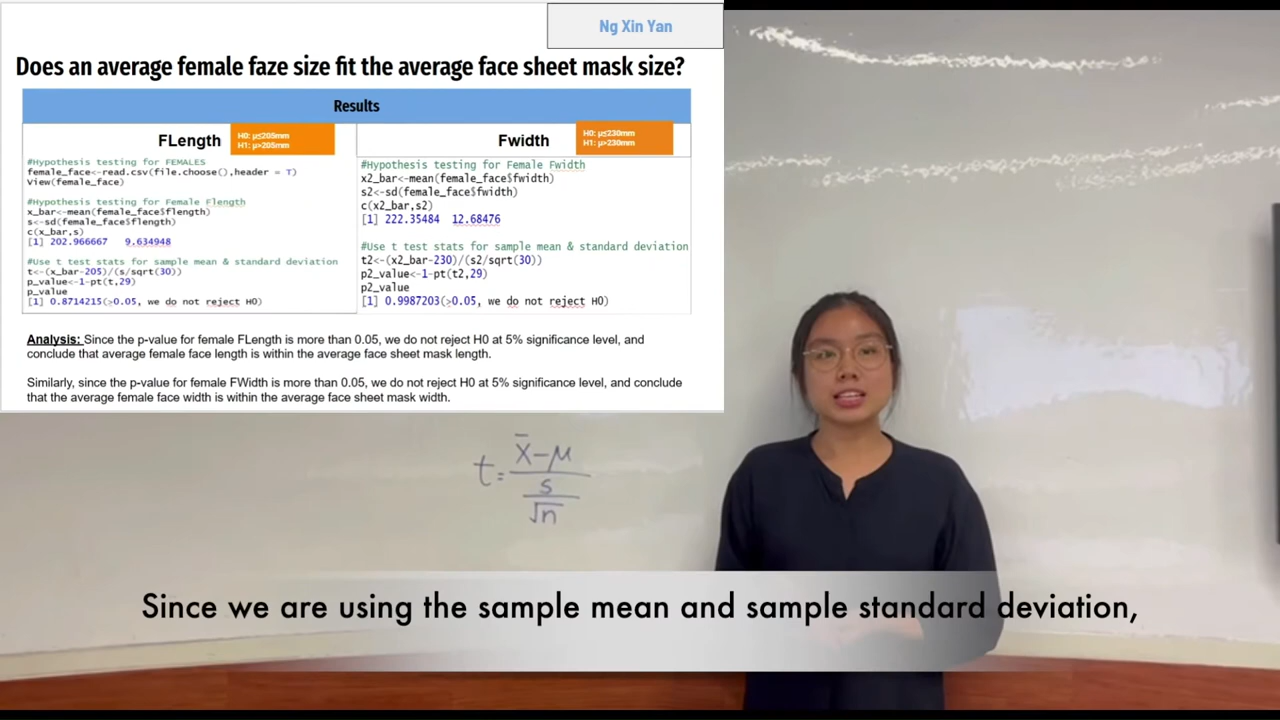 Ng Xin Yan
Does an average female faze size fit the average face sheet mask size?
Results
FLength
H0: μ≤205mm
H1: μ>205mm
#Hypothesis testing for FEMALES
female_face<-read.csv(file.choose(),header = T)
View(female_face)
#Hypothesis testing for Female Flength
x_bar<-mean(female_face$flength)
s<-sd(female_face$flength)
c(x_bar,s)
[1] 202.966667 9.634948
#Use t test stats for sample mean & standard deviation
t<-(x_bar-205)/(s/sqrt(30))
p_value<-1-pt(t,29)
p_value
[1] 0.8714215(>0.05, we do not reject H0)
Fwidth
H0: μ≤230mm
H1: μ>230mm
#Hypothesis testing for Female Fwidth
x2_bar<-mean(female_face$fwidth)
s2<-sd(female_face$fwidth)
c(x2_bar,s2)
[1] 222.35484 12.68476
#Use t test stats for sample mean & standard deviation
t2<-(x2_bar-230)/(s2/sqrt(30))
p2_value<-1-pt(t2,29)
p2_value
[1] 0.9987203(>0.05, we do not reject H0)
Analysis: Since the p-value for female FLength is more than 0.05, we do not reject H0 at 5% significance level, and
conclude that average female face length is within the average face sheet mask length.
Similarly, since the p-value for female FWidth is more than 0.05, we do not reject H0 at 5% significance level, and conclude
that the average female face width is within the average face sheet mask width.
t = x̄-μ
s
√n
Since we are using the sample mean and sample standard deviation,